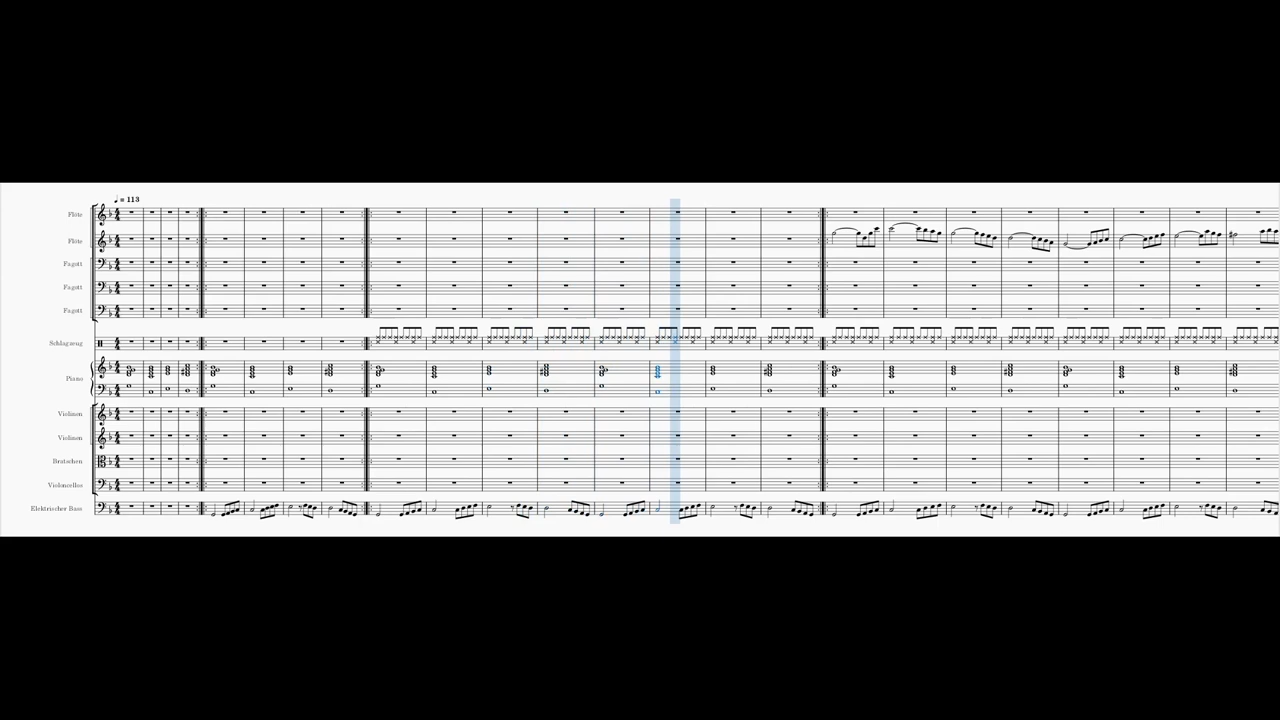 ♩ = 113
Flöte
Flöte
Fagott
Fagott
Fagott
Schlagzeug
Piano
Violinen
Violinen
Bratschen
Violoncellos
Elektrischer Bass